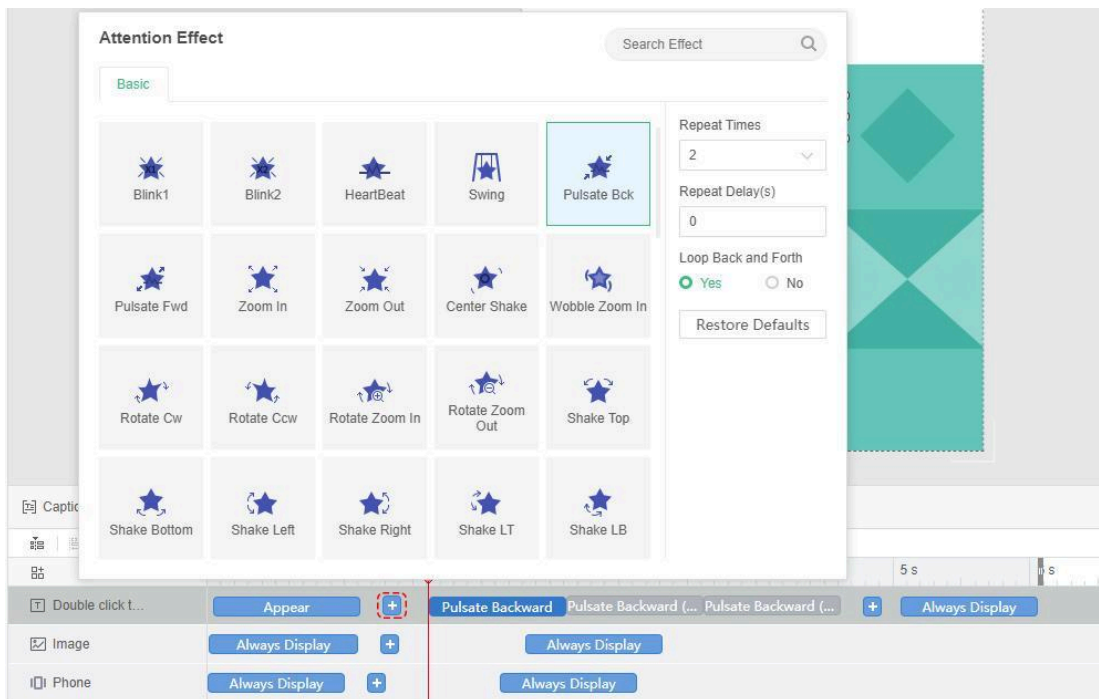 Attention Effect
Search Effect
Basic
Blink1
Blink2
HeartBeat
Swing
Pulsate Bck
Pulsate Fwd
Zoom In
Zoom Out
Center Shake
Wobble Zoom In
Rotate Cw
Rotate Ccw
Rotate Zoom In
Rotate Zoom
Out
Shake Top
Shake Bottom
Shake Left
Shake Right
Shake LT
Shake LB
Repeat Times
2
Repeat Delay(s)
0
Loop Back and Forth
Yes
No
Restore Defaults
Captio
5 s
s
Double click t...
Appear
Pulsate Backward
Pulsate Backward (...
Pulsate Backward (...
Always Display
Image
Always Display
Always Display
Phone
Always Display
Always Display